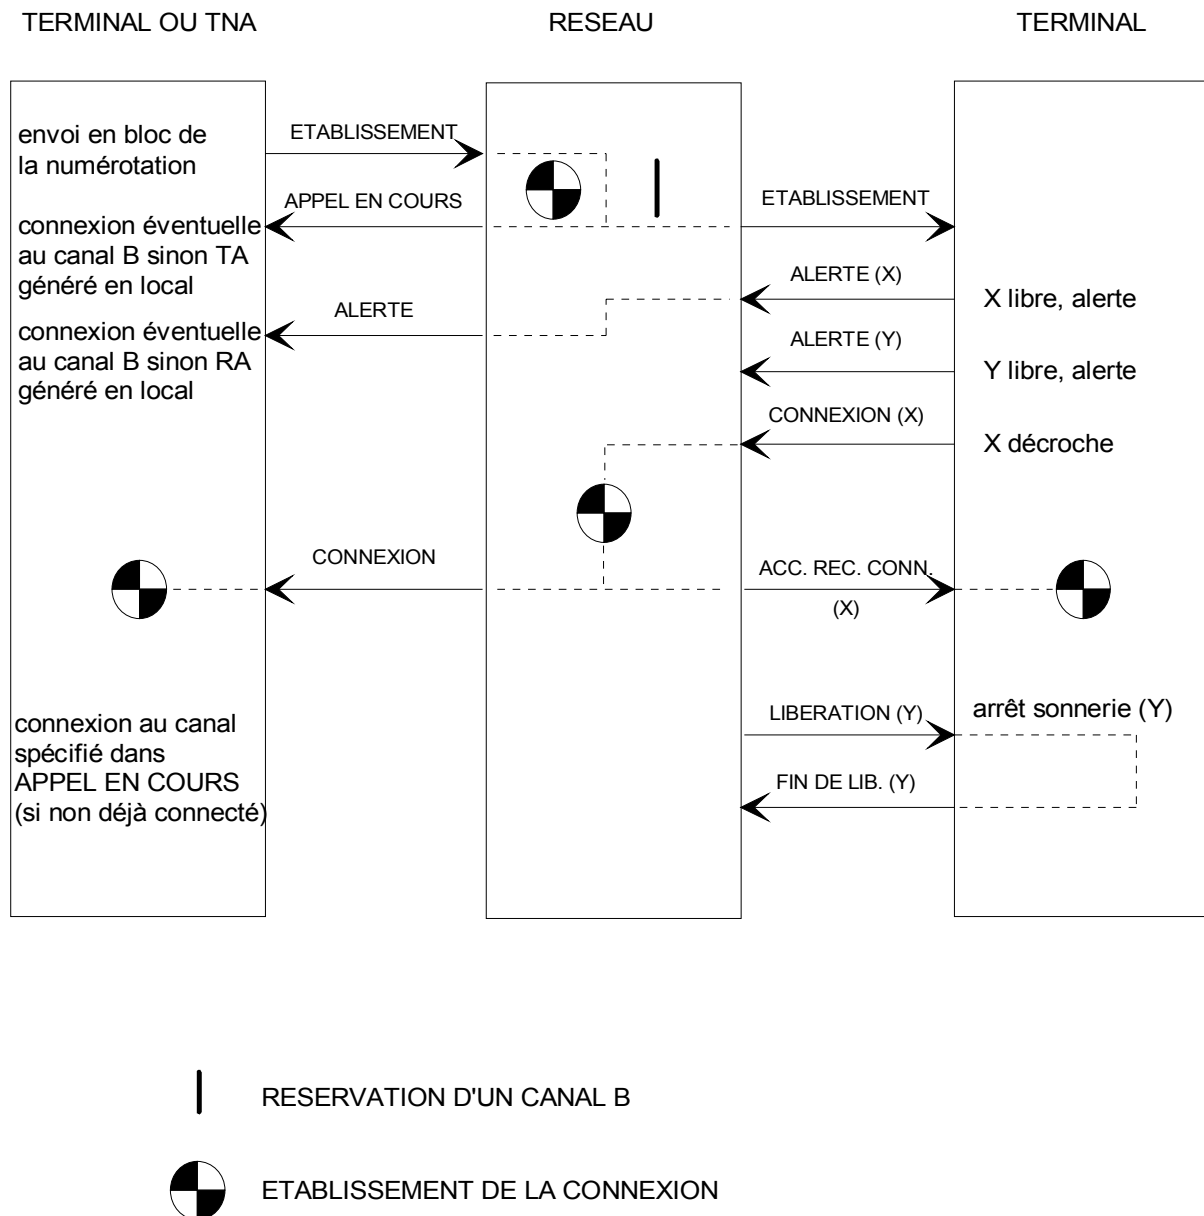 TERMINAL OU TNA
RESEAU
TERMINAL
envoi en bloc de
la numérotation
ETABLISSEMENT
APPEL EN COURS
ETABLISSEMENT
connexion éventuelle
au canal B sinon TA
généré en local
ALERTE (X)
X libre, alerte
ALERTE
connexion éventuelle
au canal B sinon RA
généré en local
ALERTE (Y)
Y libre, alerte
CONNEXION (X)
X décroche
CONNEXION
ACC. REC. CONN.
(X)
connexion au canal
spécifié dans
APPEL EN COURS
(si non déjà connecté)
LIBERATION (Y)
arrêt sonnerie (Y)
FIN DE LIB. (Y)
RESERVATION D'UN CANAL B
ETABLISSEMENT DE LA CONNEXION